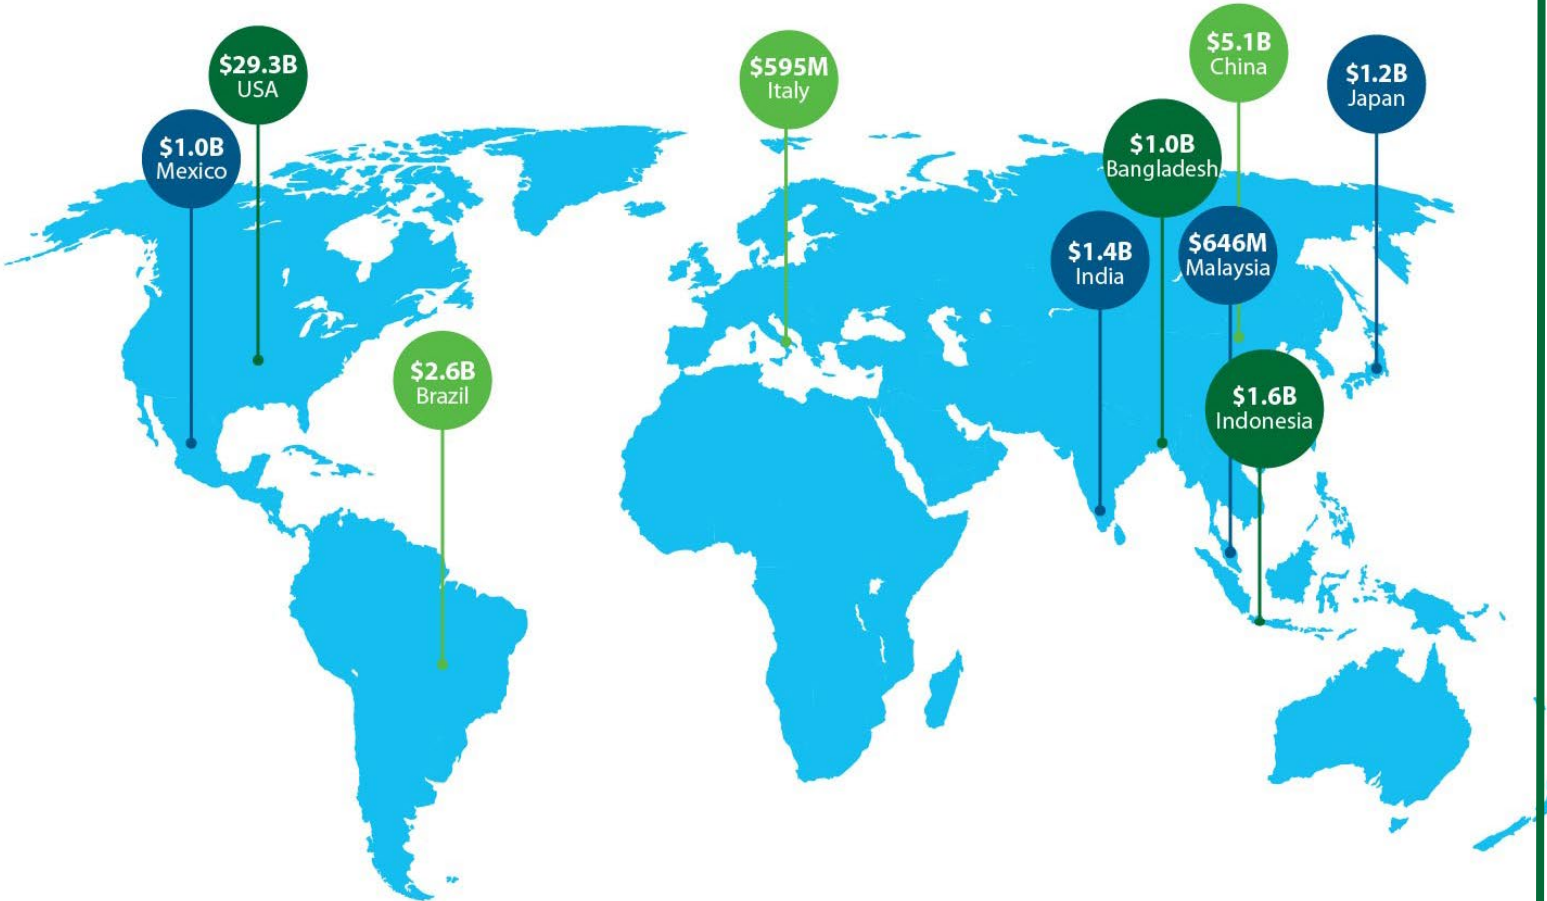 $29.3B
USA
$1.0B
Mexico
$2.6B
Brazil
$595M
Italy
$5.1B
China
$1.2B
Japan
$1.0B
Bangladesh
$1.4B
India
$646M
Malaysia
$1.6B
Indonesia